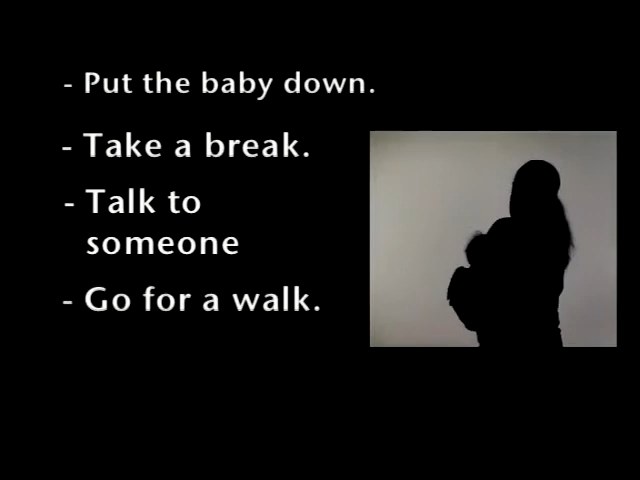 - Put the baby down.
- Take a break.
- Talk to
someone
- Go for a walk.